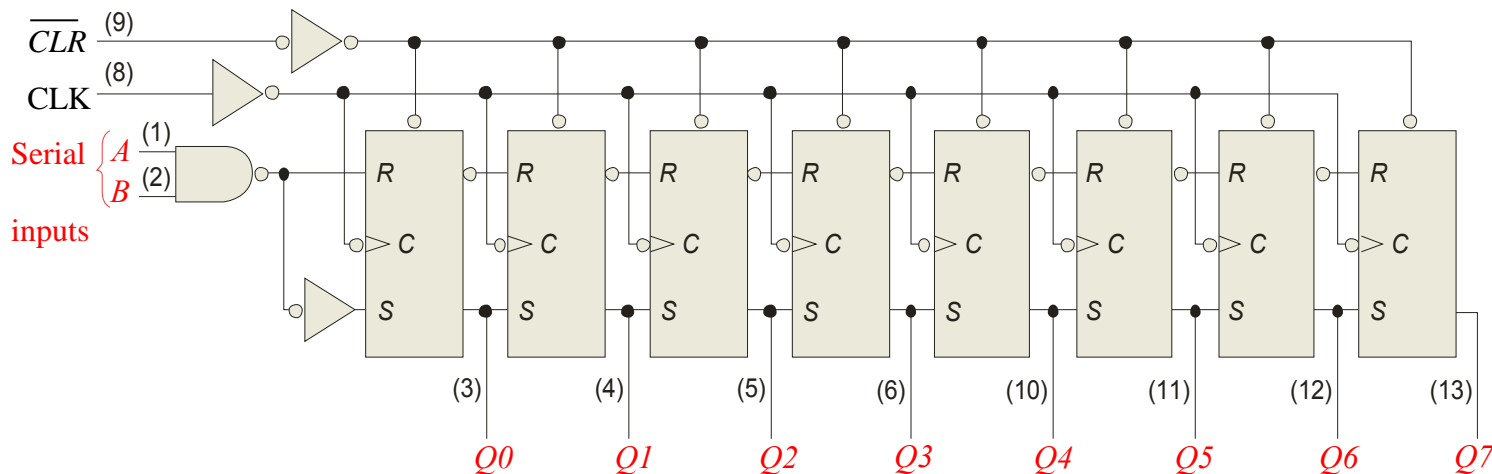 CLR (9)
CLK (8)
Serial { A (1)
B (2)
inputs
R R R R R R R R
C C C C C C C C
S S S S S S S S
(3) (4) (5) (6) (10) (11) (12) (13)
Q0 Q1 Q2 Q3 Q4 Q5 Q6 Q7